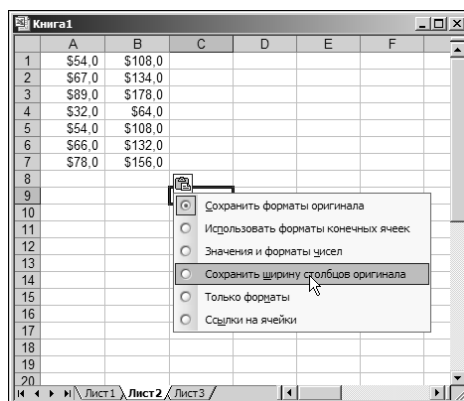 Книга1
A B C D E F
1 $54,0 $108,0
2 $67,0 $134,0
3 $89,0 $178,0
4 $32,0 $64,0
5 $54,0 $108,0
6 $66,0 $132,0
7 $78,0 $156,0
8
9
10 Сохранить форматы оригинала
11 Использовать форматы конечных ячеек
12 Значения и форматы чисел
13
14 Сохранить ширину столбцов оригинала
15 Только форматы
16 Ссылки на ячейки
17
18
19
20
Лист1 Лист2 Лист3